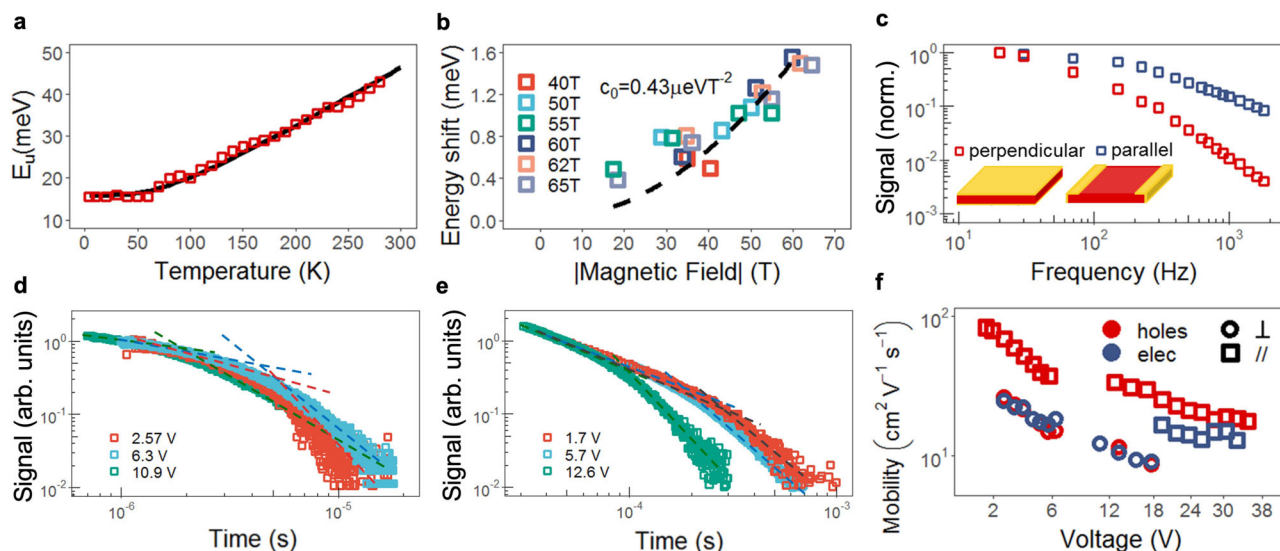 a
E_u(meV)
50
40
30
20
10
0 50 100 150 200 250 300
Temperature (K)
b
Energy shift (meV)
1.6
1.2
0.8
0.4
0.0
40T
50T
55T
60T
62T
65T
c₀=0.43μeVT⁻²
0 10 20 30 40 50 60 70
|Magnetic Field| (T)
c
Signal (norm.)
10⁰
10⁻¹
10⁻²
10⁻³
perpendicular parallel
10¹ 10² 10³
Frequency (Hz)
d
Signal (arb. units)
10⁰
10⁻¹
10⁻²
2.57 V
6.3 V
10.9 V
10⁻⁶ 10⁻⁵
Time (s)
e
Signal (arb. units)
10⁰
10⁻¹
10⁻²
1.7 V
5.7 V
12.6 V
10⁻⁴ 10⁻³
Time (s)
f
Mobility (cm² V⁻¹ s⁻¹)
10²
10¹
holes ⊥
elec //
2 6 12 18 24 30 38
Voltage (V)